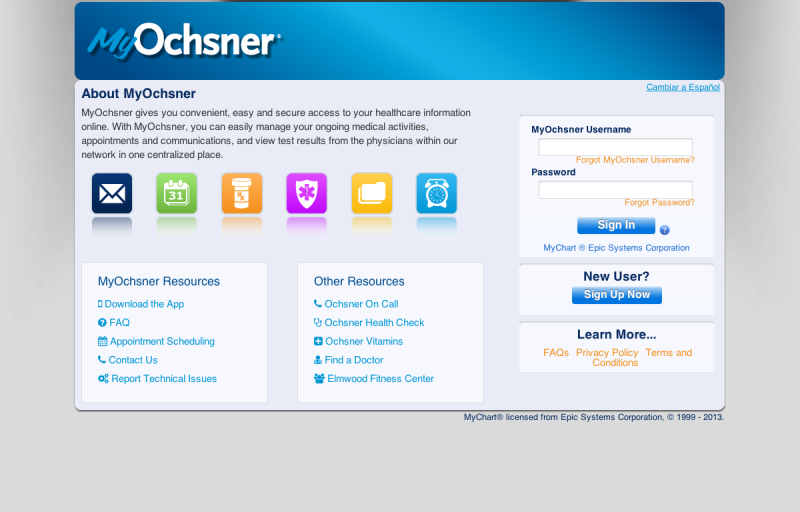 MyOchsner
Cambiar a Español
About MyOchsner
MyOchsner gives you convenient, easy and secure access to your healthcare information
online. With MyOchsner, you can easily manage your ongoing medical activities,
appointments and communications, and view test results from the physicians within our
network in one centralized place.
31
Rx
MyOchsner Resources
Download the App
FAQ
Appointment Scheduling
Contact Us
Report Technical Issues
Other Resources
Ochsner On Call
Ochsner Health Check
Ochsner Vitamins
Find a Doctor
Elmwood Fitness Center
MyOchsner Username
Forgot MyOchsner Username?
Password
Forgot Password?
Sign In ?
MyChart ® Epic Systems Corporation
New User?
Sign Up Now
Learn More...
FAQs Privacy Policy Terms and
Conditions
MyChart® licensed from Epic Systems Corporation, © 1999 - 2013.